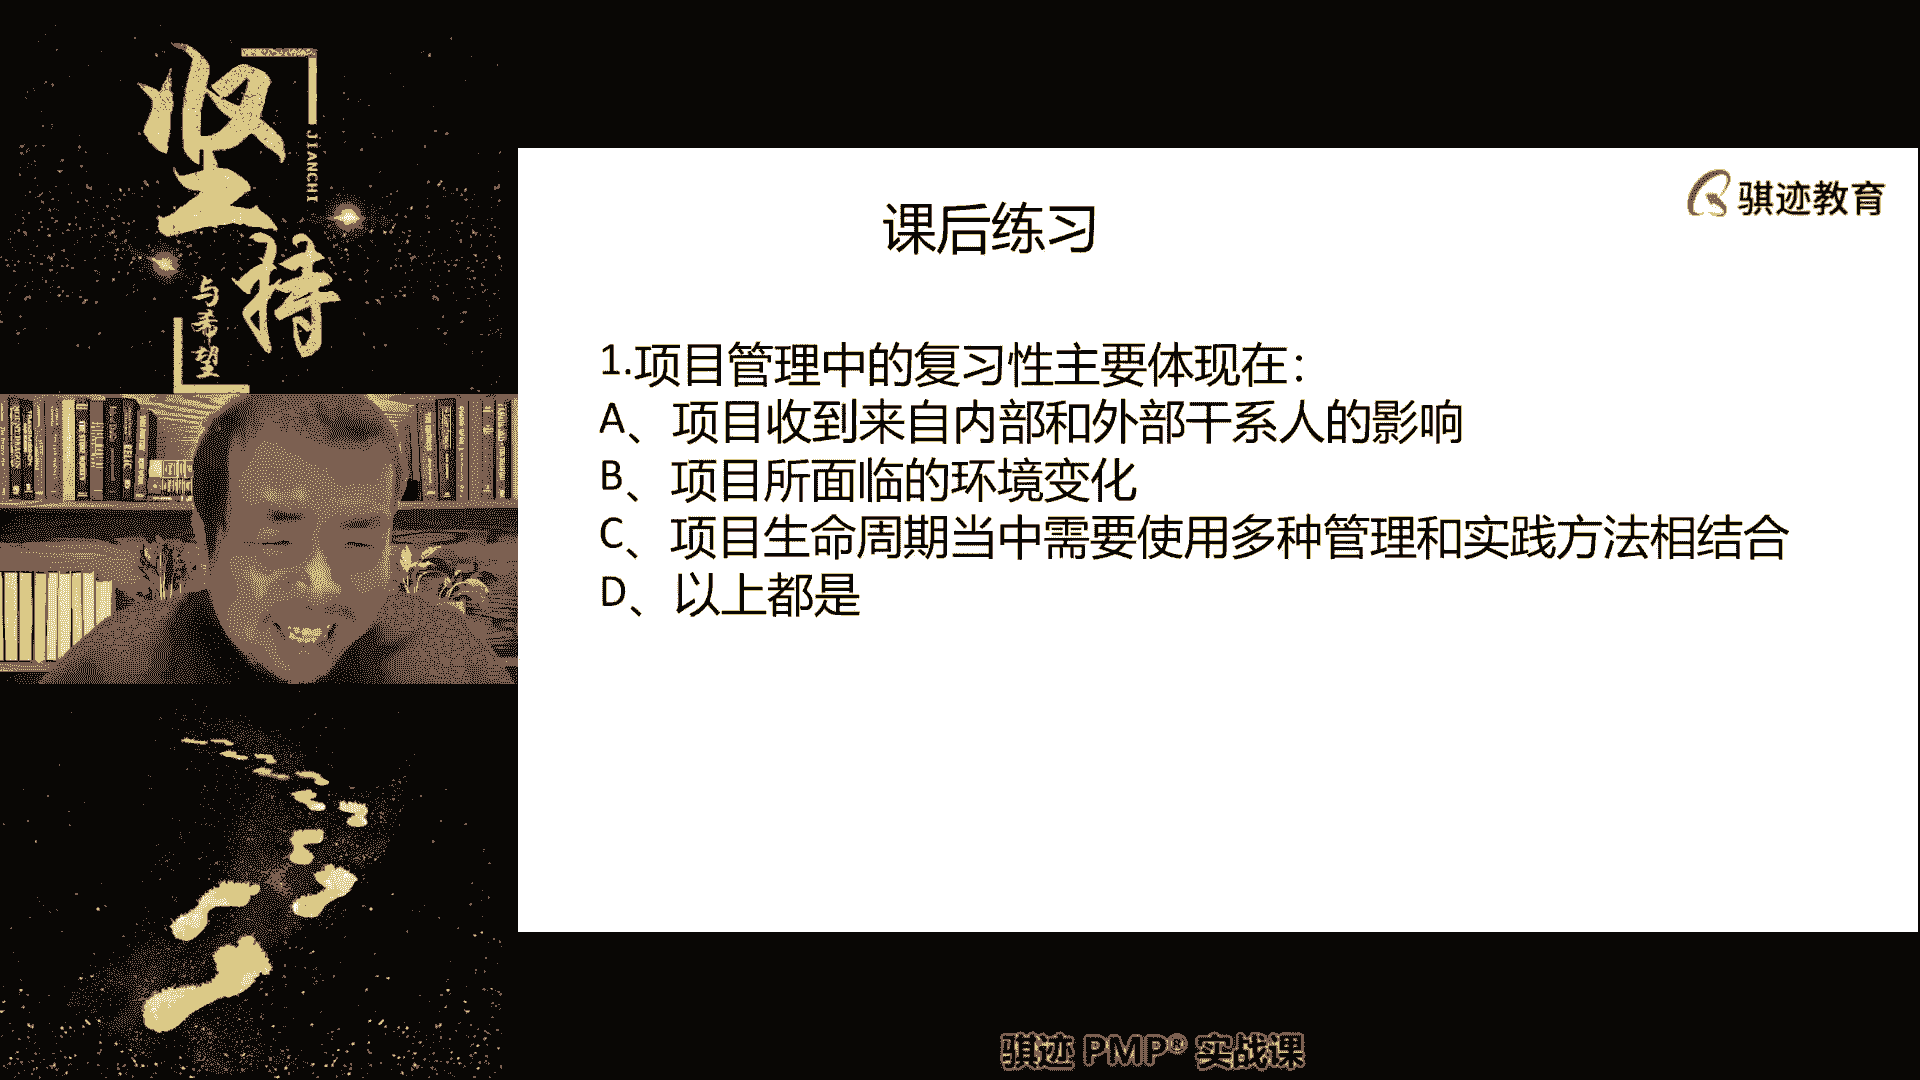 坚持
JIANCHI
与希望
骐迹教育
课后练习
1.项目管理中的复习性主要体现在：
A、项目收到来自内部和外部干系人的影响
B、项目所面临的环境变化
C、项目生命周期当中需要使用多种管理和实践方法相结合
D、以上都是
骐迹 PMP® 实战课